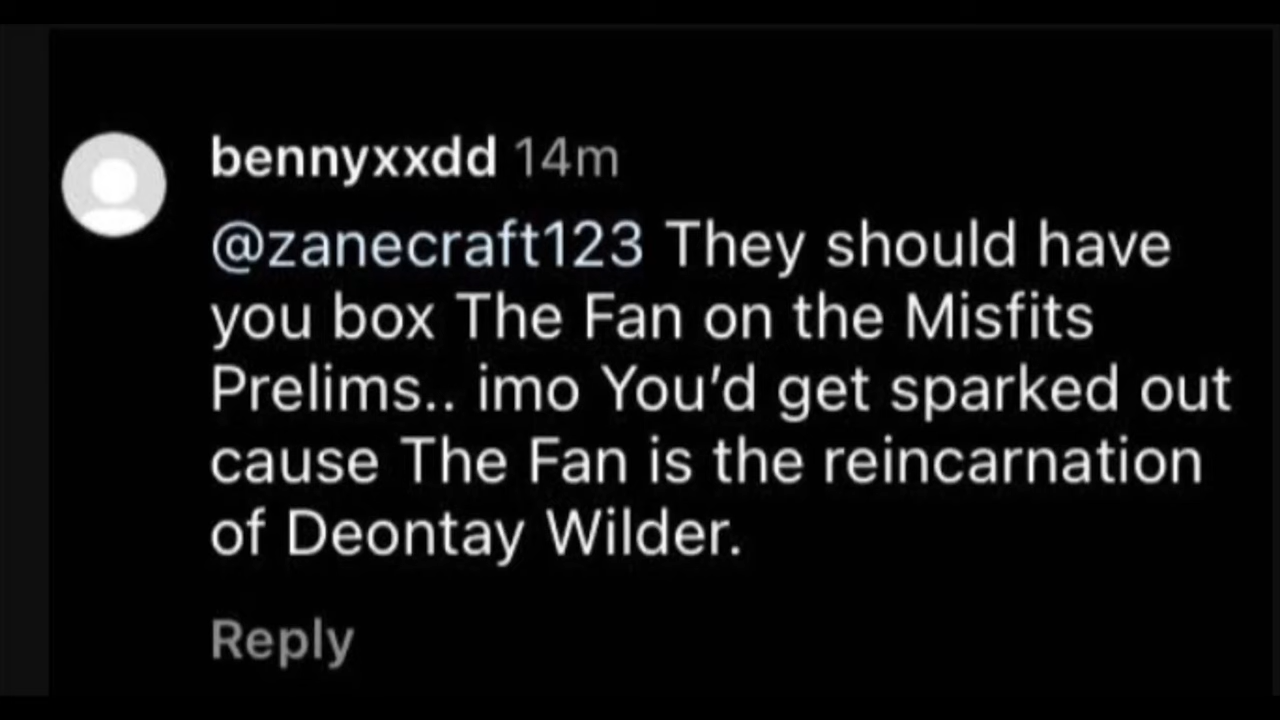 bennyxxdd 14m
@zanecraft123 They should have
you box The Fan on the Misfits
Prelims.. imo You’d get sparked out
cause The Fan is the reincarnation
of Deontay Wilder.
Reply